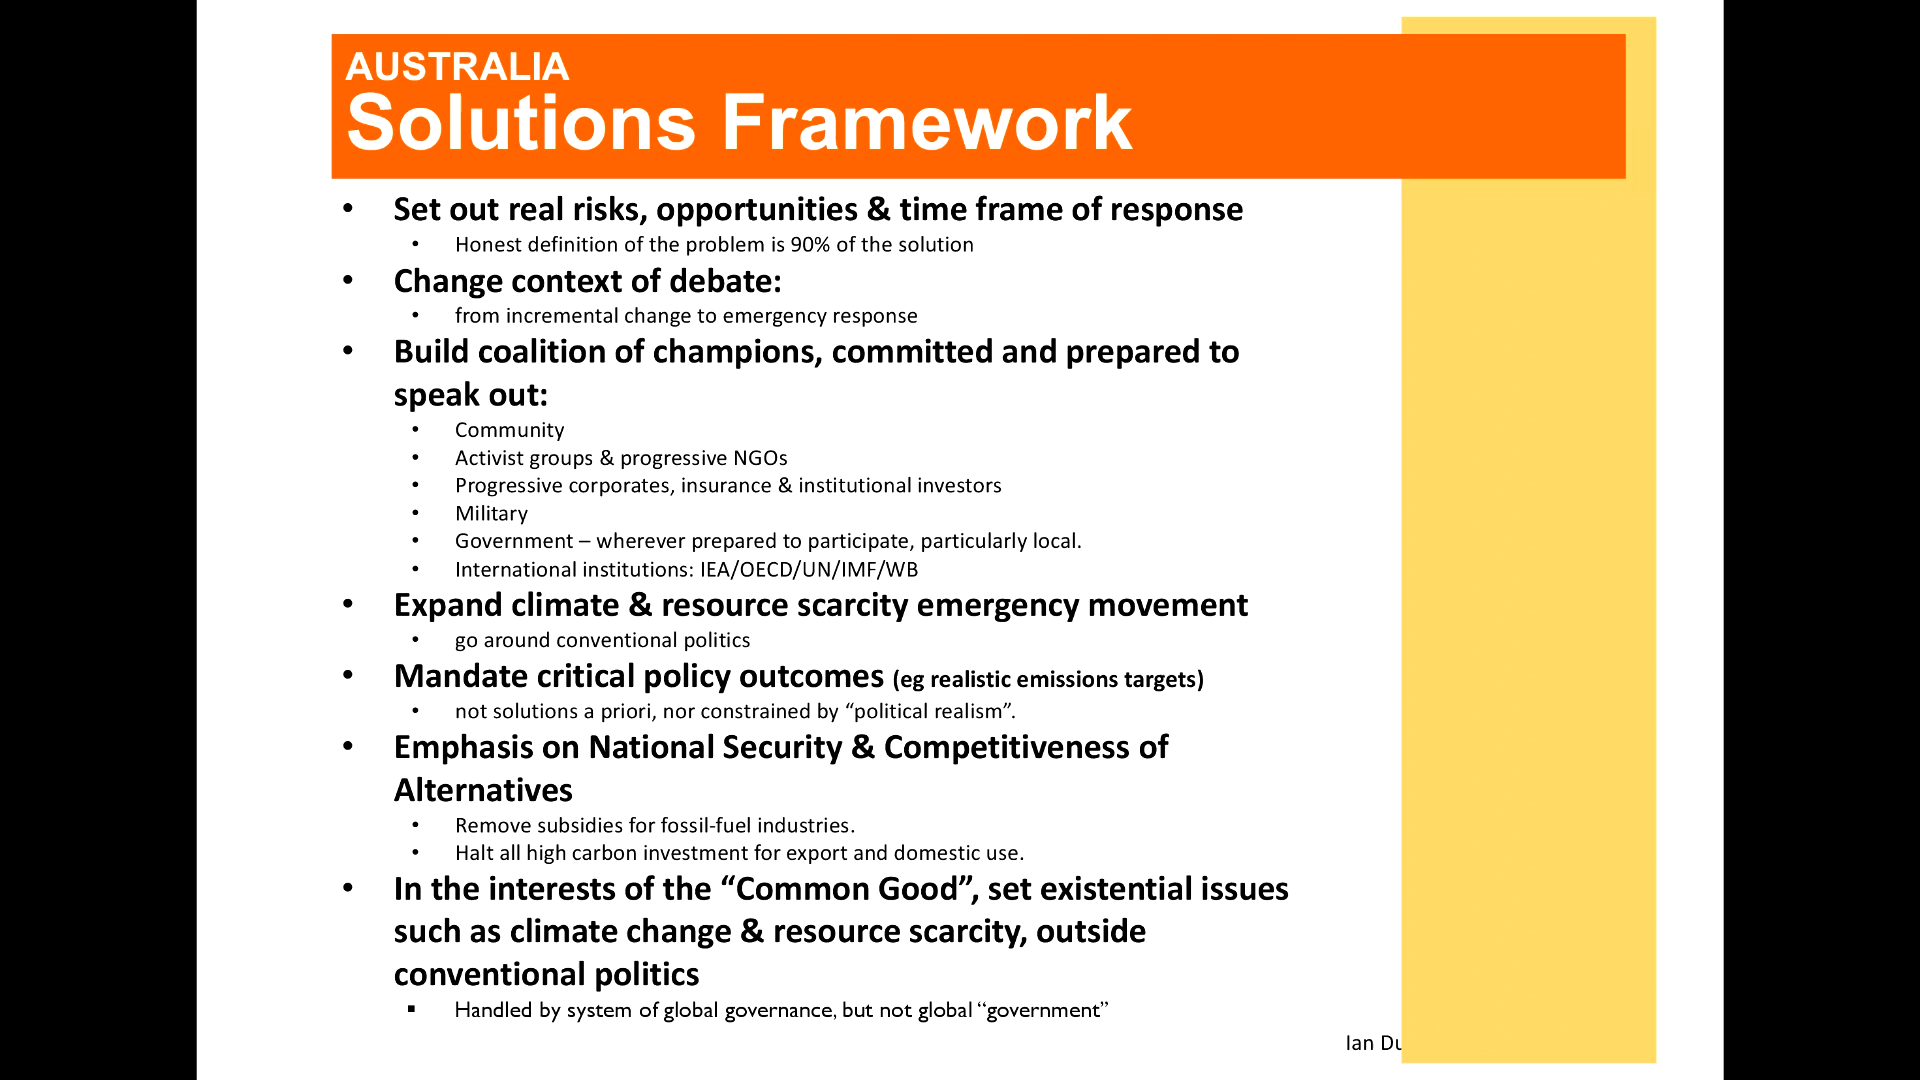 AUSTRALIA
Solutions Framework
• Set out real risks, opportunities & time frame of response
• Honest definition of the problem is 90% of the solution
• Change context of debate:
• from incremental change to emergency response
• Build coalition of champions, committed and prepared to
speak out:
• Community
• Activist groups & progressive NGOs
• Progressive corporates, insurance & institutional investors
• Military
• Government – wherever prepared to participate, particularly local.
• International institutions: IEA/OECD/UN/IMF/WB
• Expand climate & resource scarcity emergency movement
• go around conventional politics
• Mandate critical policy outcomes (eg realistic emissions targets)
• not solutions a priori, nor constrained by “political realism”.
• Emphasis on National Security & Competitiveness of
Alternatives
• Remove subsidies for fossil-fuel industries.
• Halt all high carbon investment for export and domestic use.
• In the interests of the “Common Good”, set existential issues
such as climate change & resource scarcity, outside
conventional politics
▪ Handled by system of global governance, but not global “government”
Ian